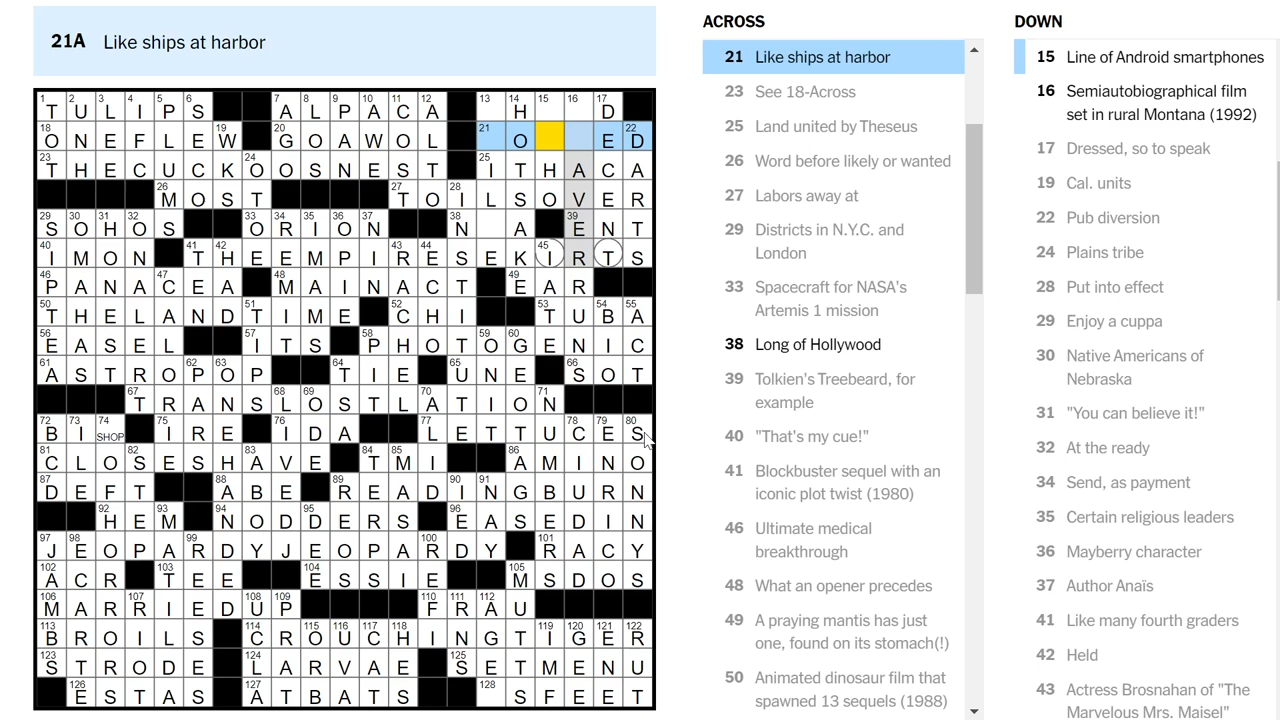 21A Like ships at harbor
ACROSS
21 Like ships at harbor
23 See 18-Across
25 Land united by Theseus
26 Word before likely or wanted
27 Labors away at
29 Districts in N.Y.C. and
London
33 Spacecraft for NASA's
Artemis 1 mission
38 Long of Hollywood
39 Tolkien's Treebeard, for
example
40 "That's my cue!"
41 Blockbuster sequel with an
iconic plot twist (1980)
46 Ultimate medical
breakthrough
48 What an opener precedes
49 A praying mantis has just
one, found on its stomach(!)
50 Animated dinosaur film that
spawned 13 sequels (1988)
DOWN
15 Line of Android smartphones
16 Semiautobiographical film
set in rural Montana (1992)
17 Dressed, so to speak
19 Cal. units
22 Pub diversion
24 Plains tribe
28 Put into effect
29 Enjoy a cuppa
30 Native Americans of
Nebraska
31 "You can believe it!"
32 At the ready
34 Send, as payment
35 Certain religious leaders
36 Mayberry character
37 Author Anaïs
41 Like many fourth graders
42 Held
43 Actress Brosnahan of "The
Marvelous Mrs. Maisel"
TULIPS ALPACA H D
ONEFLEW GOAWOL O ED
THECUCKOOSNEST ITHACA
MOST TOILSOVER
SOHOS ORION N A ENT
IMON THEEMPIRESEKIRTS
PANACEA MAINACT EAR
THELANDTIME CHI TUBA
EASEL ITS PHOTOGENIC
ASTROPOP TIE UNE SOT
TRANSLOSTLATION
BI SHOP IRE IDA LETTUCES
CLOSESHAVE TMI AMINO
DEFT ABE READINGBURN
HEM NODDERS EASEDIN
JEOPARDYJEOPARDY RACY
ACR TEE ESSIE MSDOS
MARRIEDUP FRAU
BROILS CROUCHINGTIGER
STRODE LARVAE SETMENU
ESTAS ATBATS SFEET